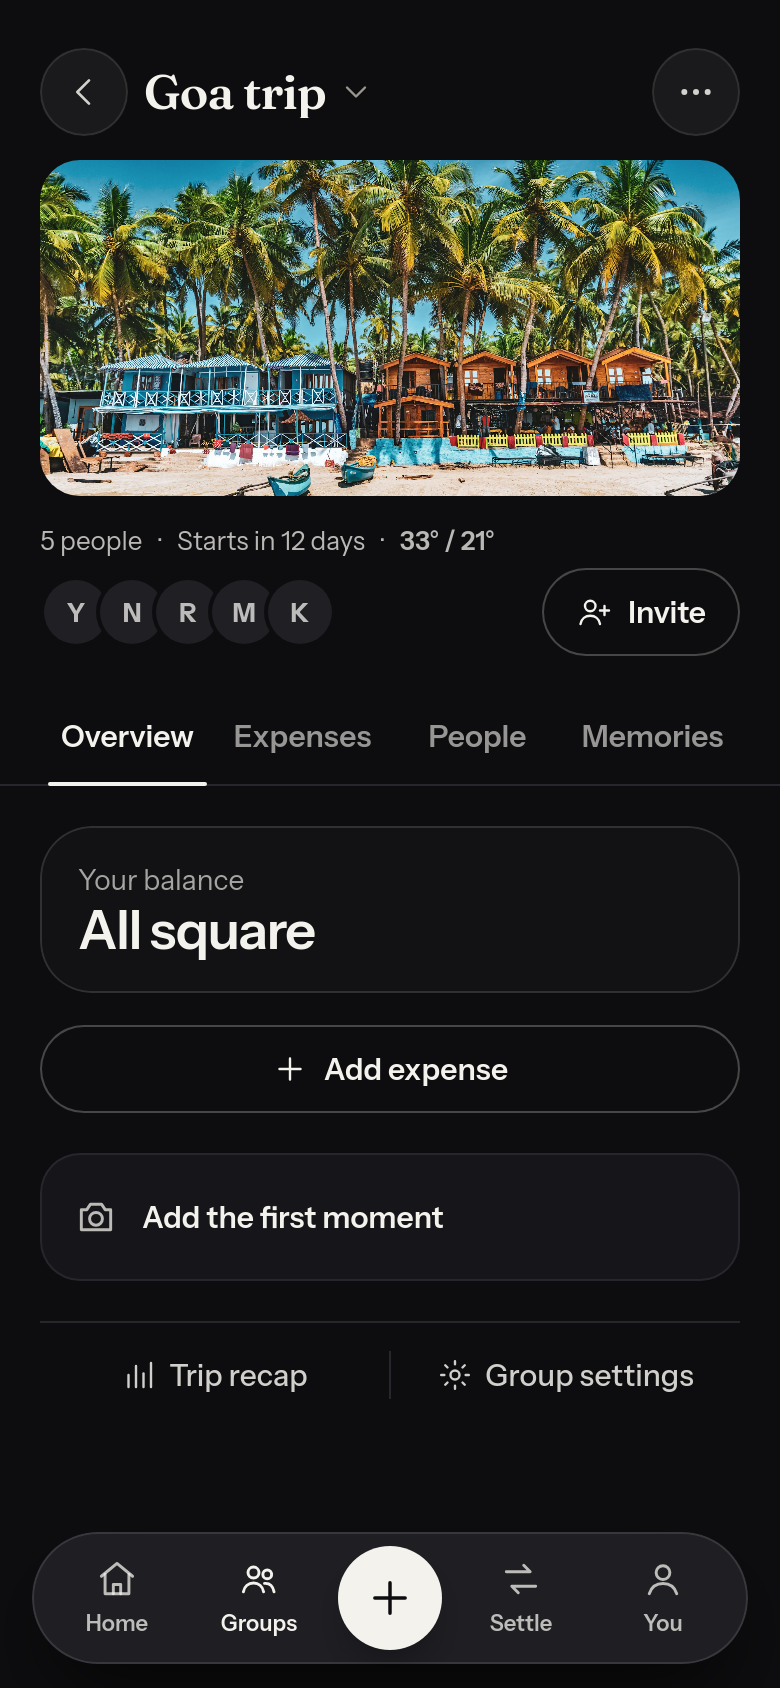 Goa trip
5 people · Starts in 12 days · 33° / 21°
Y N R M K
Invite
Overview Expenses People Memories
Your balance
All square
Add expense
Add the first moment
Trip recap Group settings
Home Groups Settle You